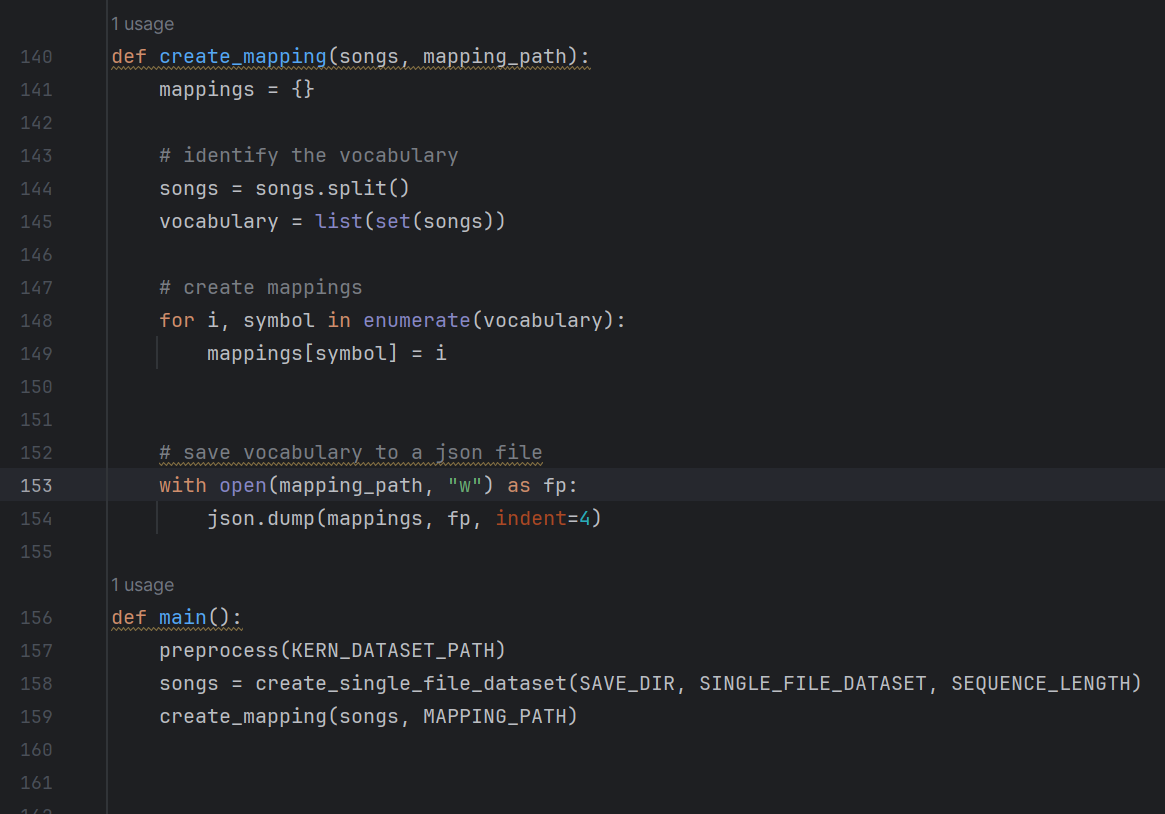 1 usage
140 def create_mapping(songs, mapping_path):
141     mappings = {}
142
143     # identify the vocabulary
144     songs = songs.split()
145     vocabulary = list(set(songs))
146
147     # create mappings
148     for i, symbol in enumerate(vocabulary):
149         mappings[symbol] = i
150
151
152     # save vocabulary to a json file
153     with open(mapping_path, "w") as fp:
154         json.dump(mappings, fp, indent=4)
155
1 usage
156 def main():
157     preprocess(KERN_DATASET_PATH)
158     songs = create_single_file_dataset(SAVE_DIR, SINGLE_FILE_DATASET, SEQUENCE_LENGTH)
159     create_mapping(songs, MAPPING_PATH)
160
161